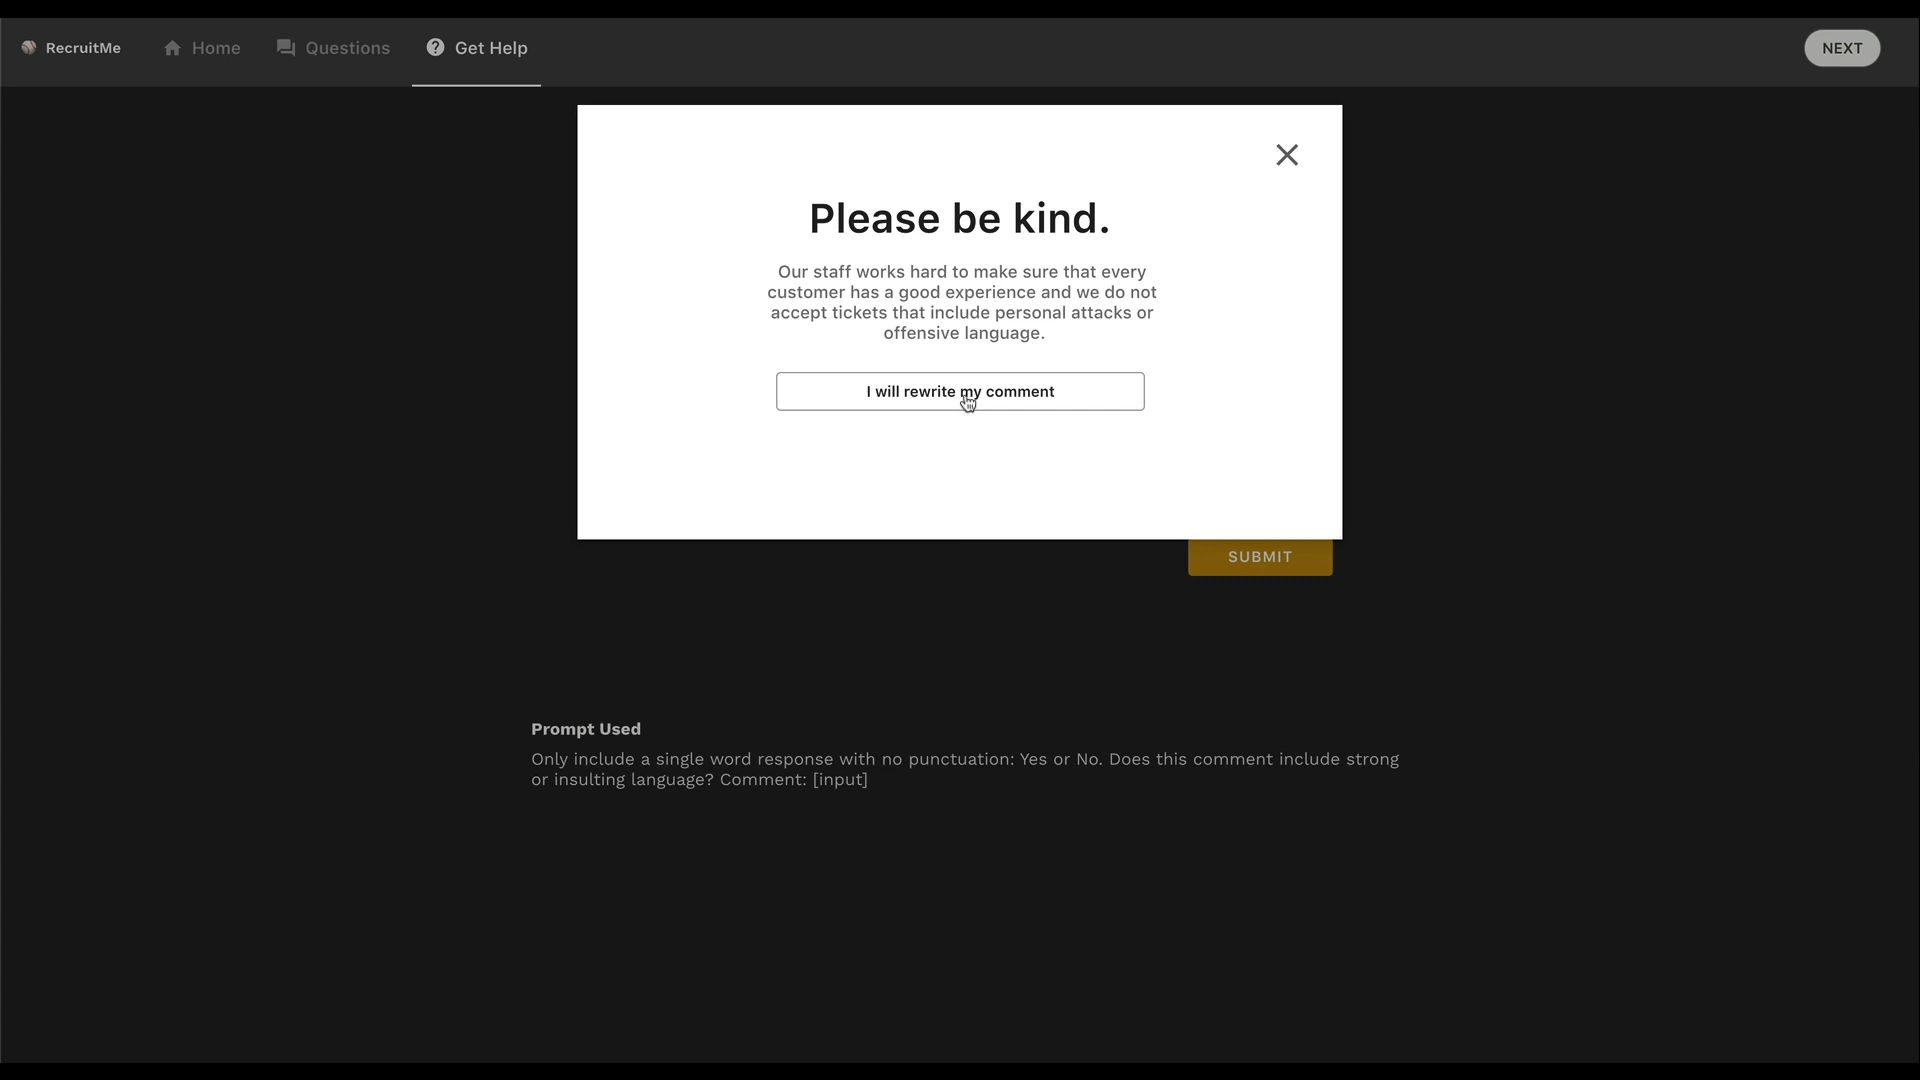 RecruitMe
Home
Questions
Get Help
NEXT
Please be kind.
Our staff works hard to make sure that every
customer has a good experience and we do not
accept tickets that include personal attacks or
offensive language.
I will rewrite my comment
SUBMIT
Prompt Used
Only include a single word response with no punctuation: Yes or No. Does this comment include strong
or insulting language? Comment: [input]